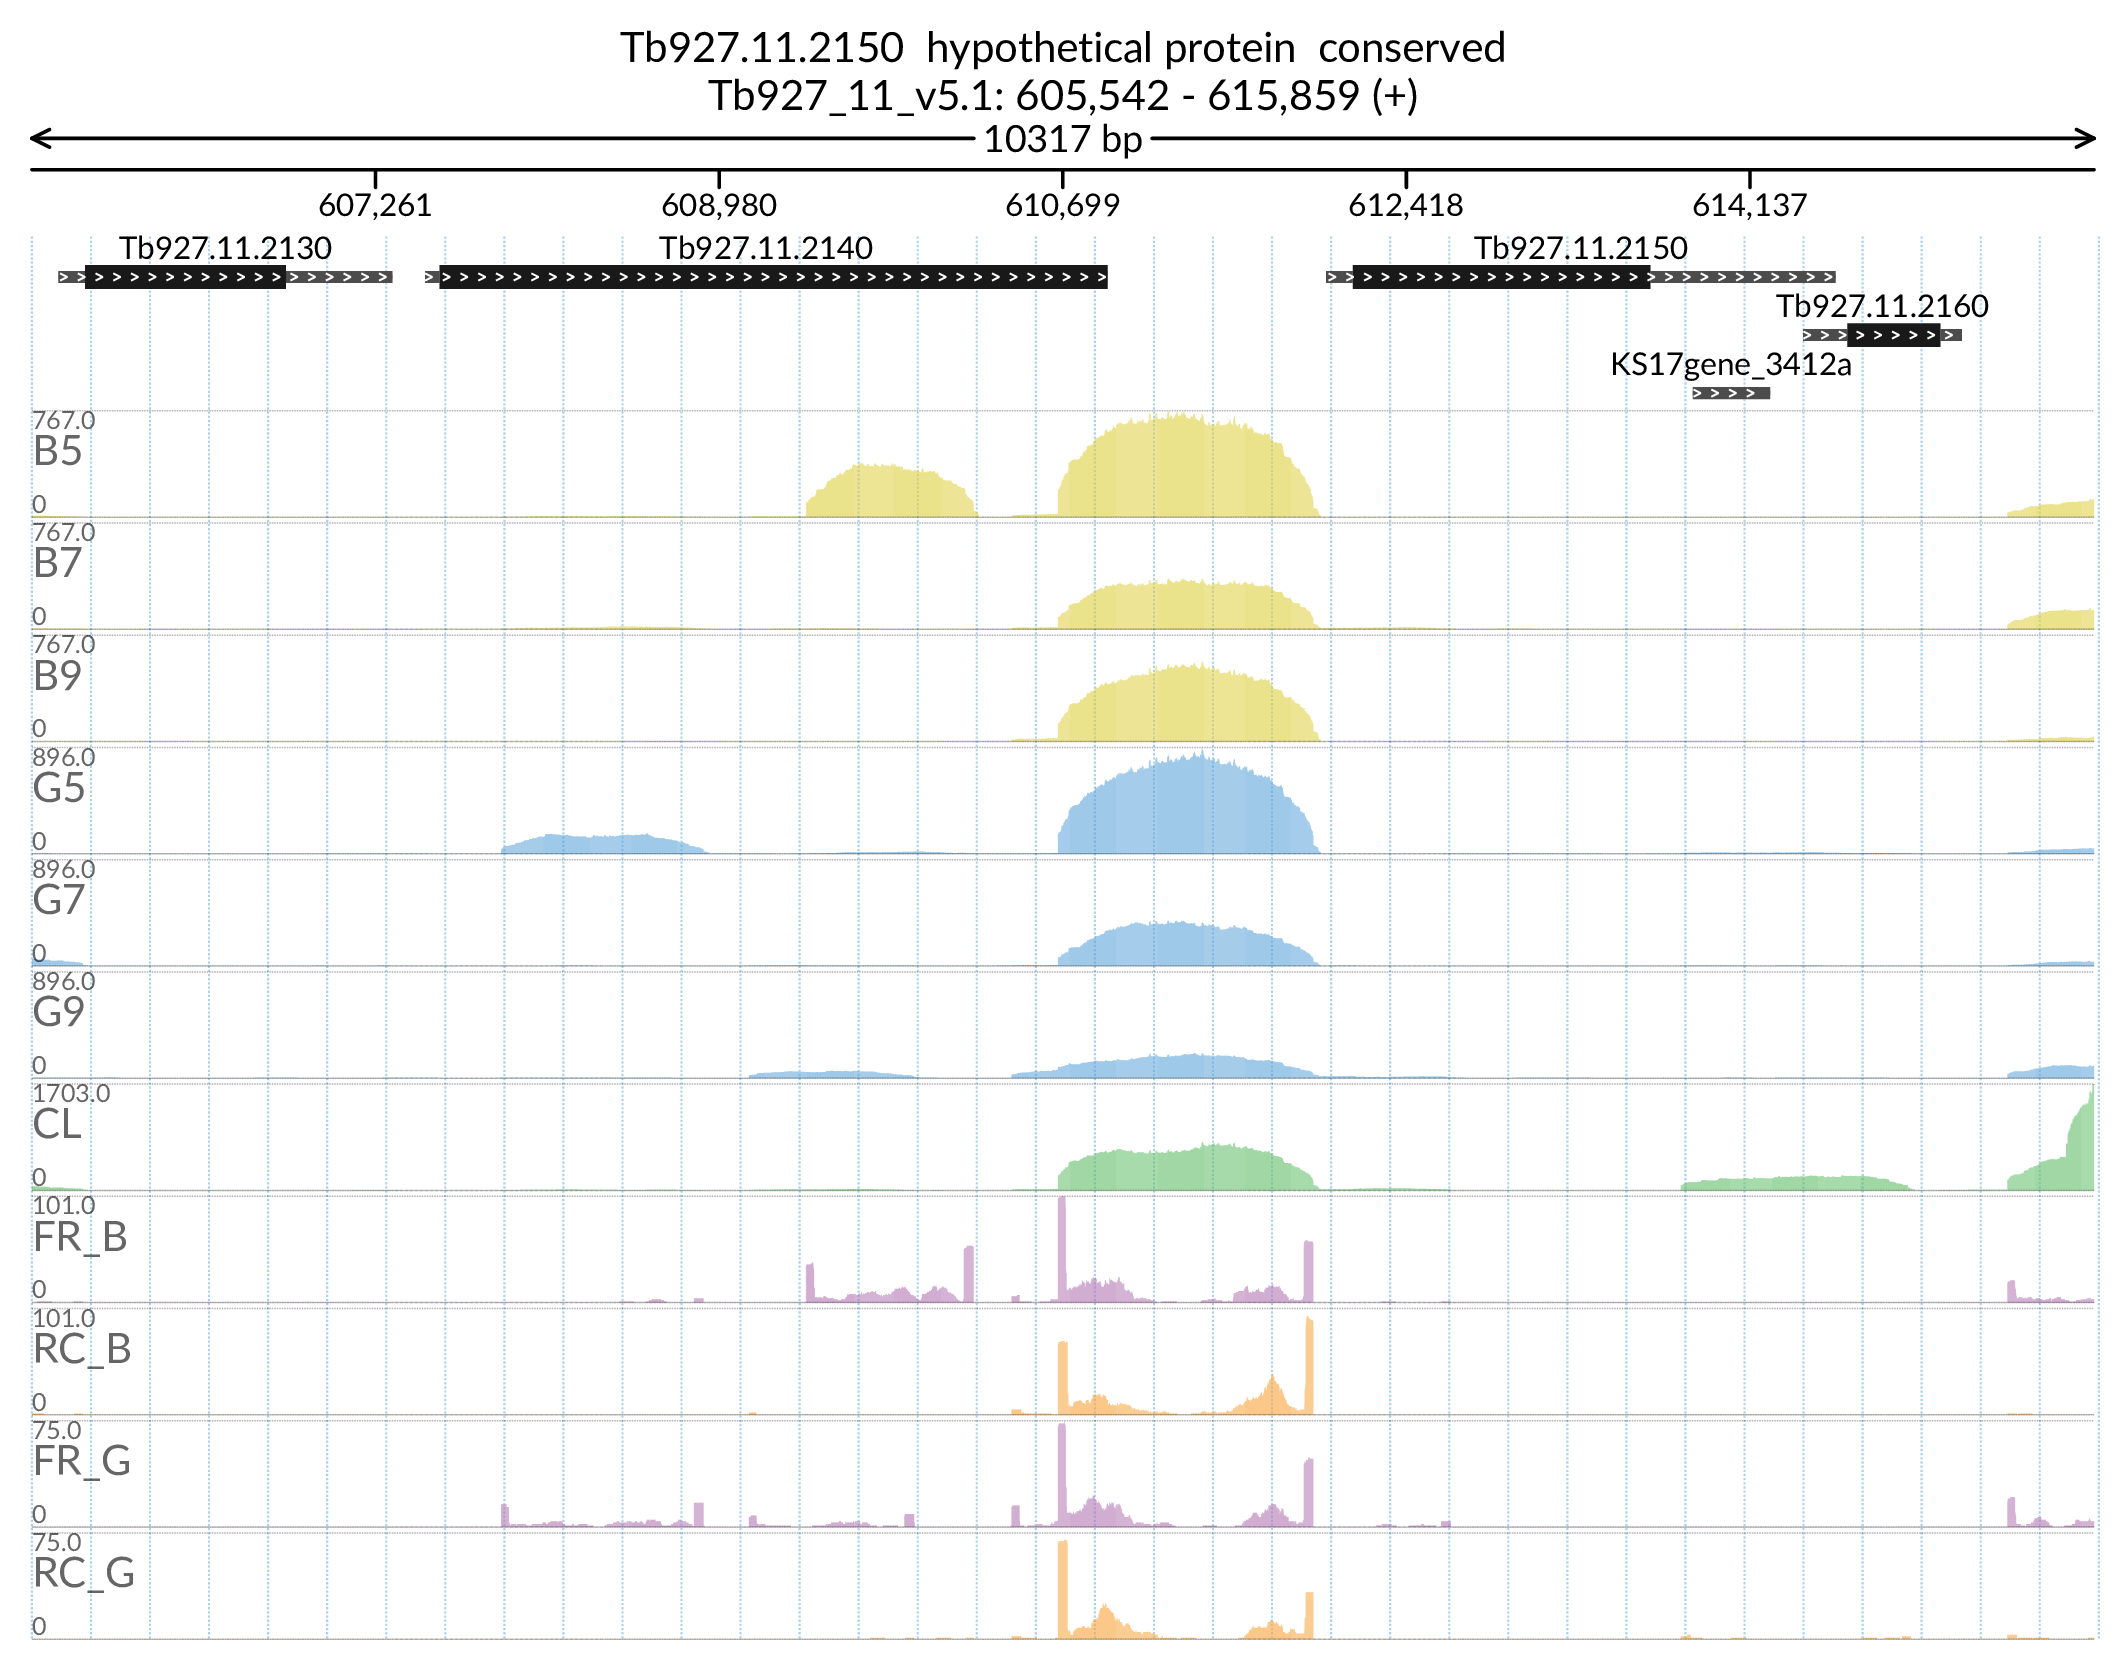 Tb927.11.2150 hypothetical protein conserved
Tb927_11_v5.1: 605,542 - 615,859 (+)
10317 bp
607,261 608,980 610,699 612,418 614,137
Tb927.11.2130 Tb927.11.2140 Tb927.11.2150
Tb927.11.2160
KS17gene_3412a
767.0
B5
0
767.0
B7
0
767.0
B9
0
896.0
G5
0
896.0
G7
0
896.0
G9
0
1703.0
CL
0
101.0
FR_B
0
101.0
RC_B
0
75.0
FR_G
0
75.0
RC_G
0